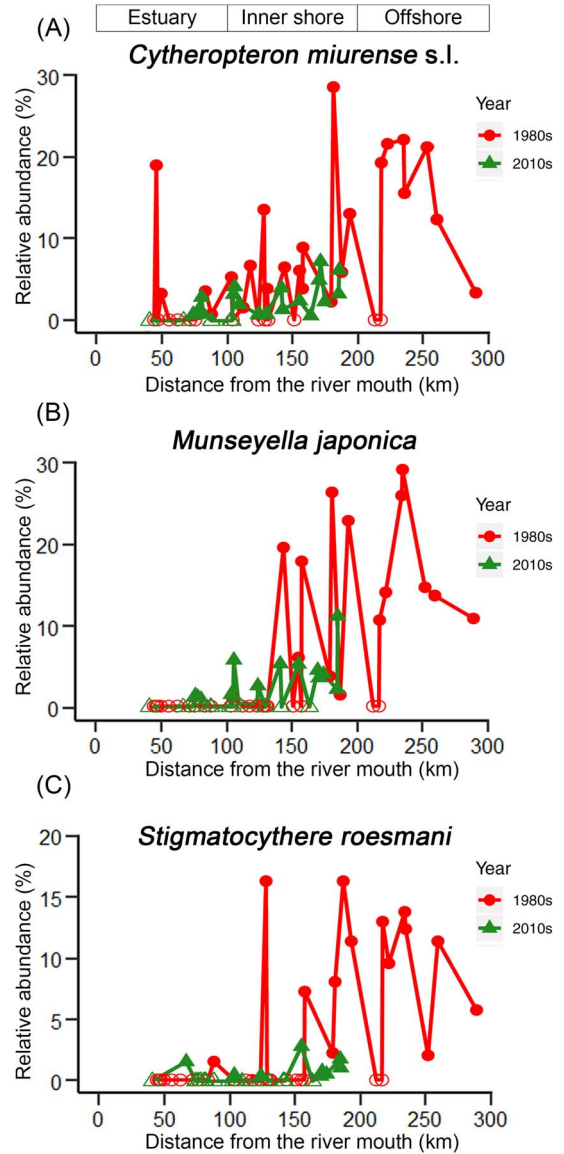 Estuary Inner shore Offshore
(A)
Cytheropteron miurense s.l.
30
20
10
0
Relative abundance (%)
Year
1980s
2010s
0 50 100 150 200 250 300
Distance from the river mouth (km)
(B)
Munseyella japonica
30
20
10
0
Relative abundance (%)
Year
1980s
2010s
0 50 100 150 200 250 300
Distance from the river mouth (km)
(C)
Stigmatocythere roesmani
20
15
10
5
0
Relative abundance (%)
Year
1980s
2010s
0 50 100 150 200 250 300
Distance from the river mouth (km)